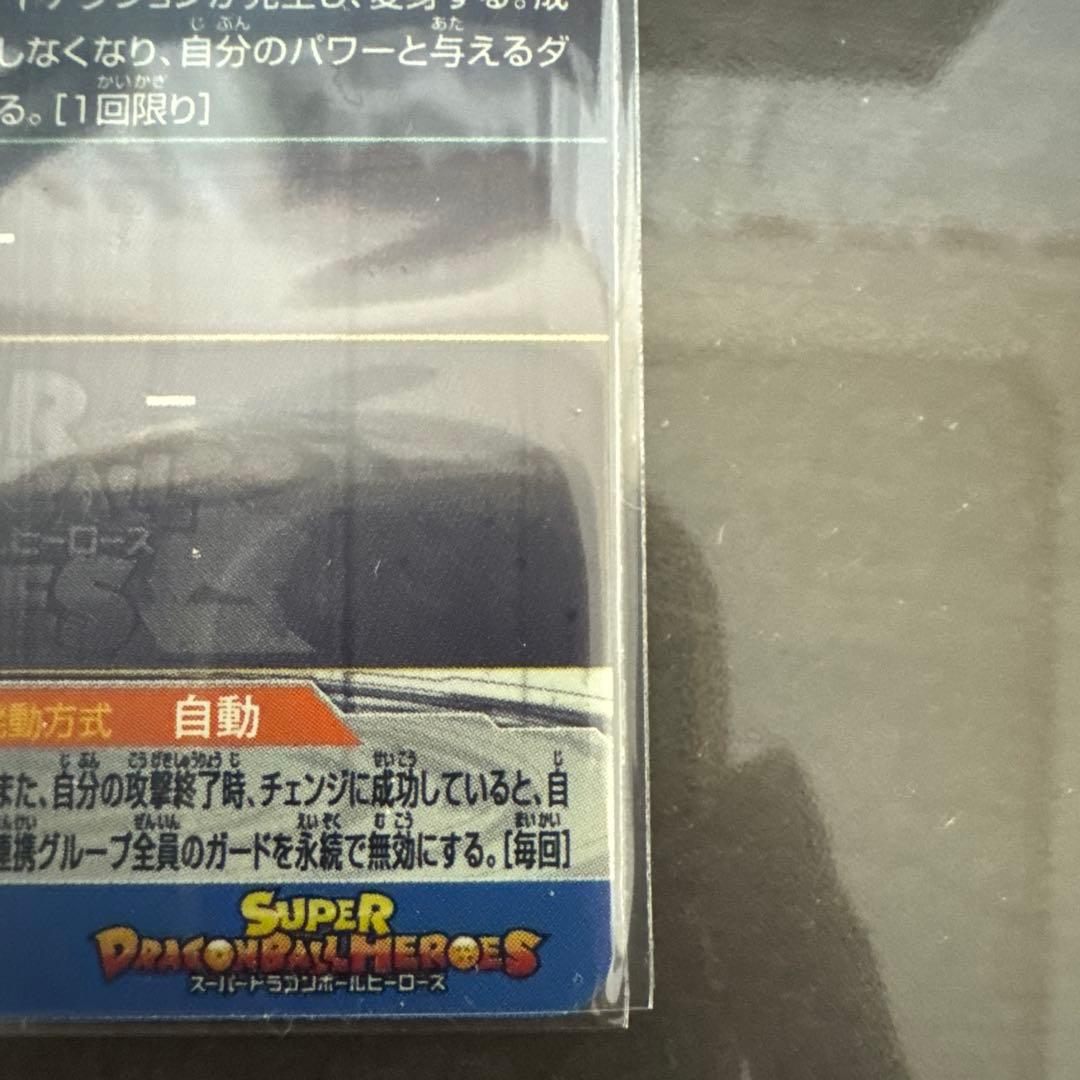 しなくなり、自分のパワーと与えるダ
る。[1回限り]
R
ヒーローズ
ES
動方式 自動
また、自分の攻撃終了時、チェンジに成功していると、自
連携グループ全員のガードを永続で無効にする。[毎回]
SUPER
DRAGONBALL HEROES
スーパードラゴンボールヒーローズ